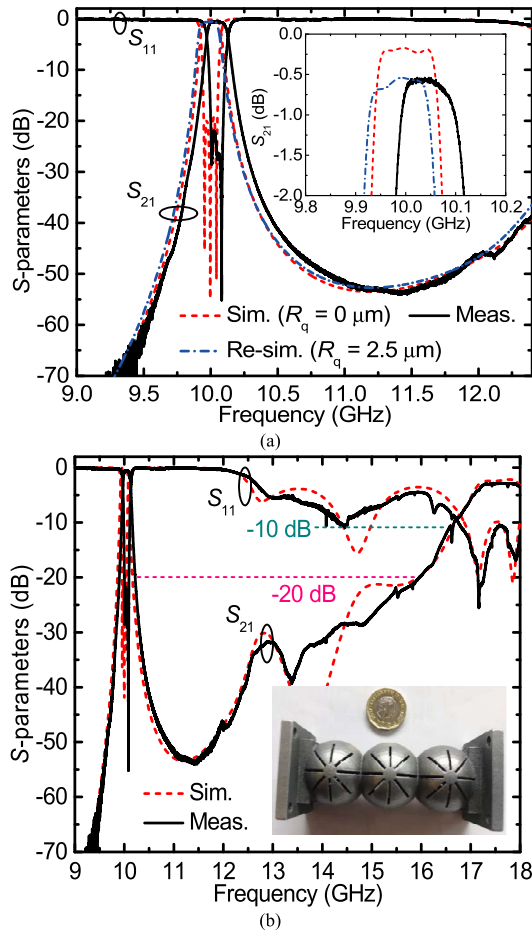 0
-10
-20
-30
-40
-50
-60
-70
S-parameters (dB)
S11
S21
0.0
-0.5
-1.0
-1.5
-2.0
S21 (dB)
9.8 9.9 10.0 10.1 10.2
Frequency (GHz)
Sim. (Rq = 0 μm) Meas.
Re-sim. (Rq = 2.5 μm)
9.0 9.5 10.0 10.5 11.0 11.5 12.0
Frequency (GHz)
(a)
0
-10
-20
-30
-40
-50
-60
-70
S-parameters (dB)
S11
-10 dB
-20 dB
S21
Sim.
Meas.
9 10 11 12 13 14 15 16 17 18
Frequency (GHz)
(b)